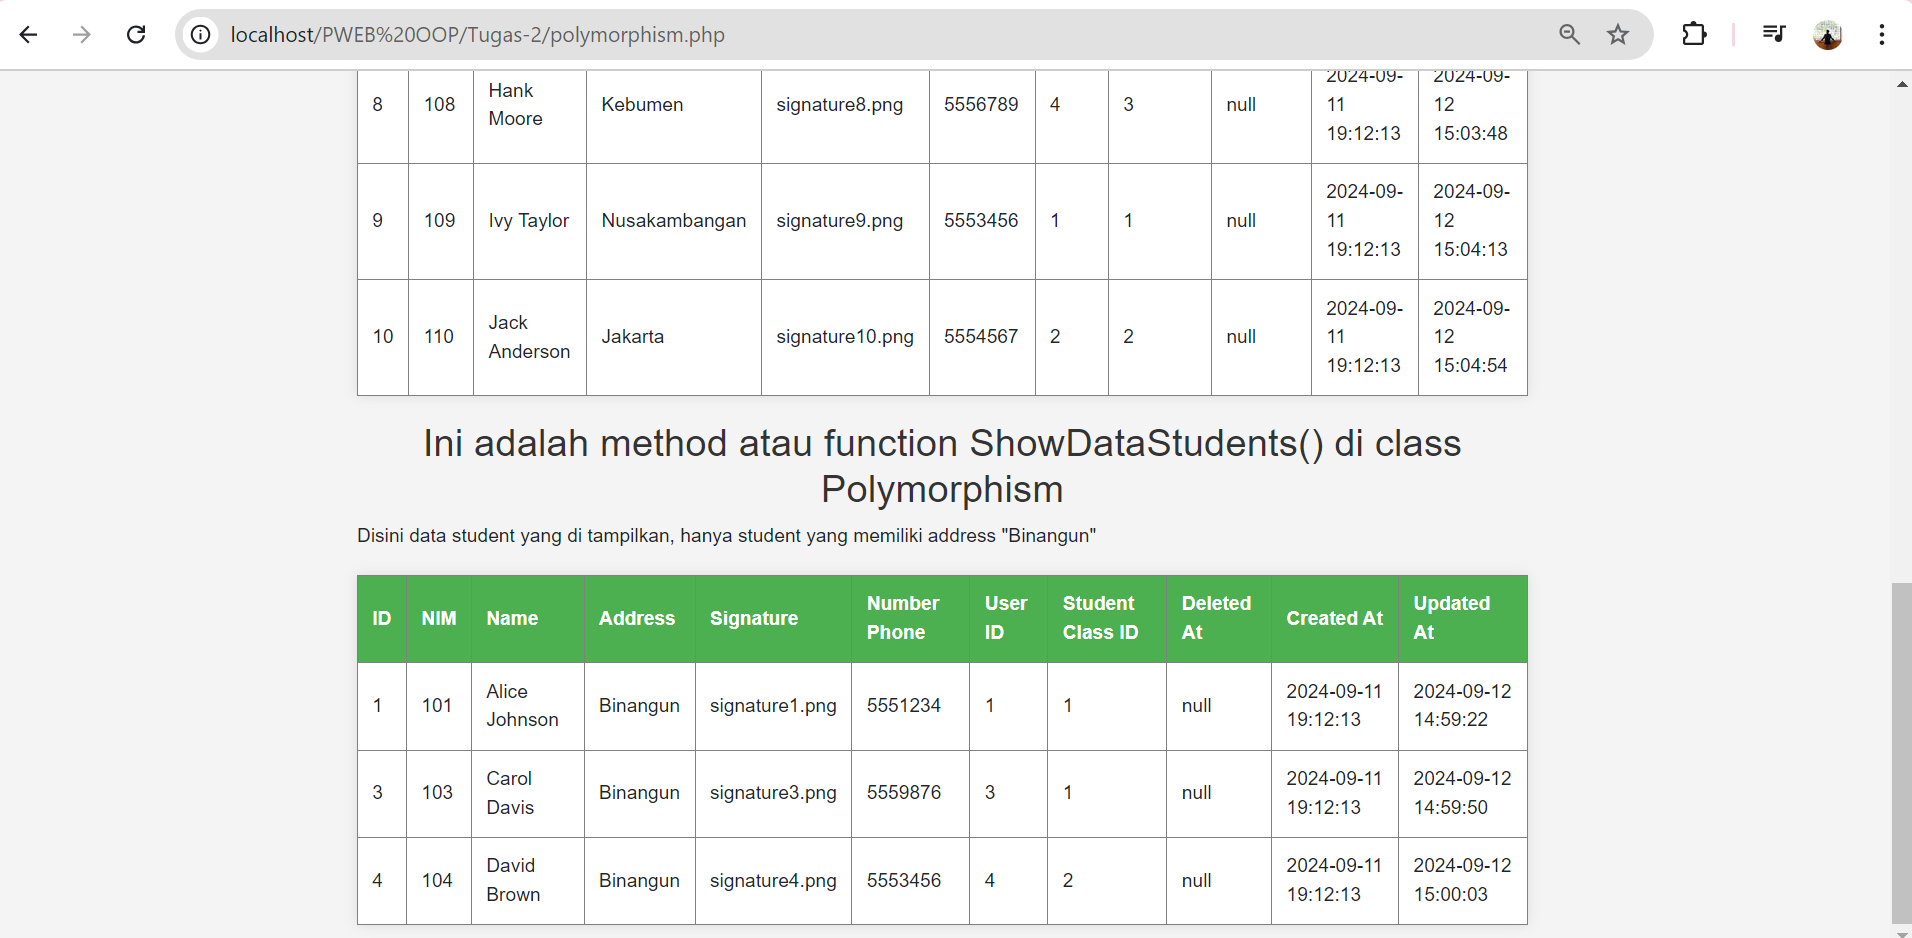 localhost/PWEB%20OOP/Tugas-2/polymorphism.php
8 108 Hank Moore Kebumen signature8.png 5556789 4 3 null 2024-09-11 19:12:13 2024-09-12 15:03:48
9 109 Ivy Taylor Nusakambangan signature9.png 5553456 1 1 null 2024-09-11 19:12:13 2024-09-12 15:04:13
10 110 Jack Anderson Jakarta signature10.png 5554567 2 2 null 2024-09-11 19:12:13 2024-09-12 15:04:54
Ini adalah method atau function ShowDataStudents() di class
Polymorphism
Disini data student yang di tampilkan, hanya student yang memiliki address "Binangun"
ID NIM Name Address Signature Number Phone User ID Student Class ID Deleted At Created At Updated At
1 101 Alice Johnson Binangun signature1.png 5551234 1 1 null 2024-09-11 19:12:13 2024-09-12 14:59:22
3 103 Carol Davis Binangun signature3.png 5559876 3 1 null 2024-09-11 19:12:13 2024-09-12 14:59:50
4 104 David Brown Binangun signature4.png 5553456 4 2 null 2024-09-11 19:12:13 2024-09-12 15:00:03